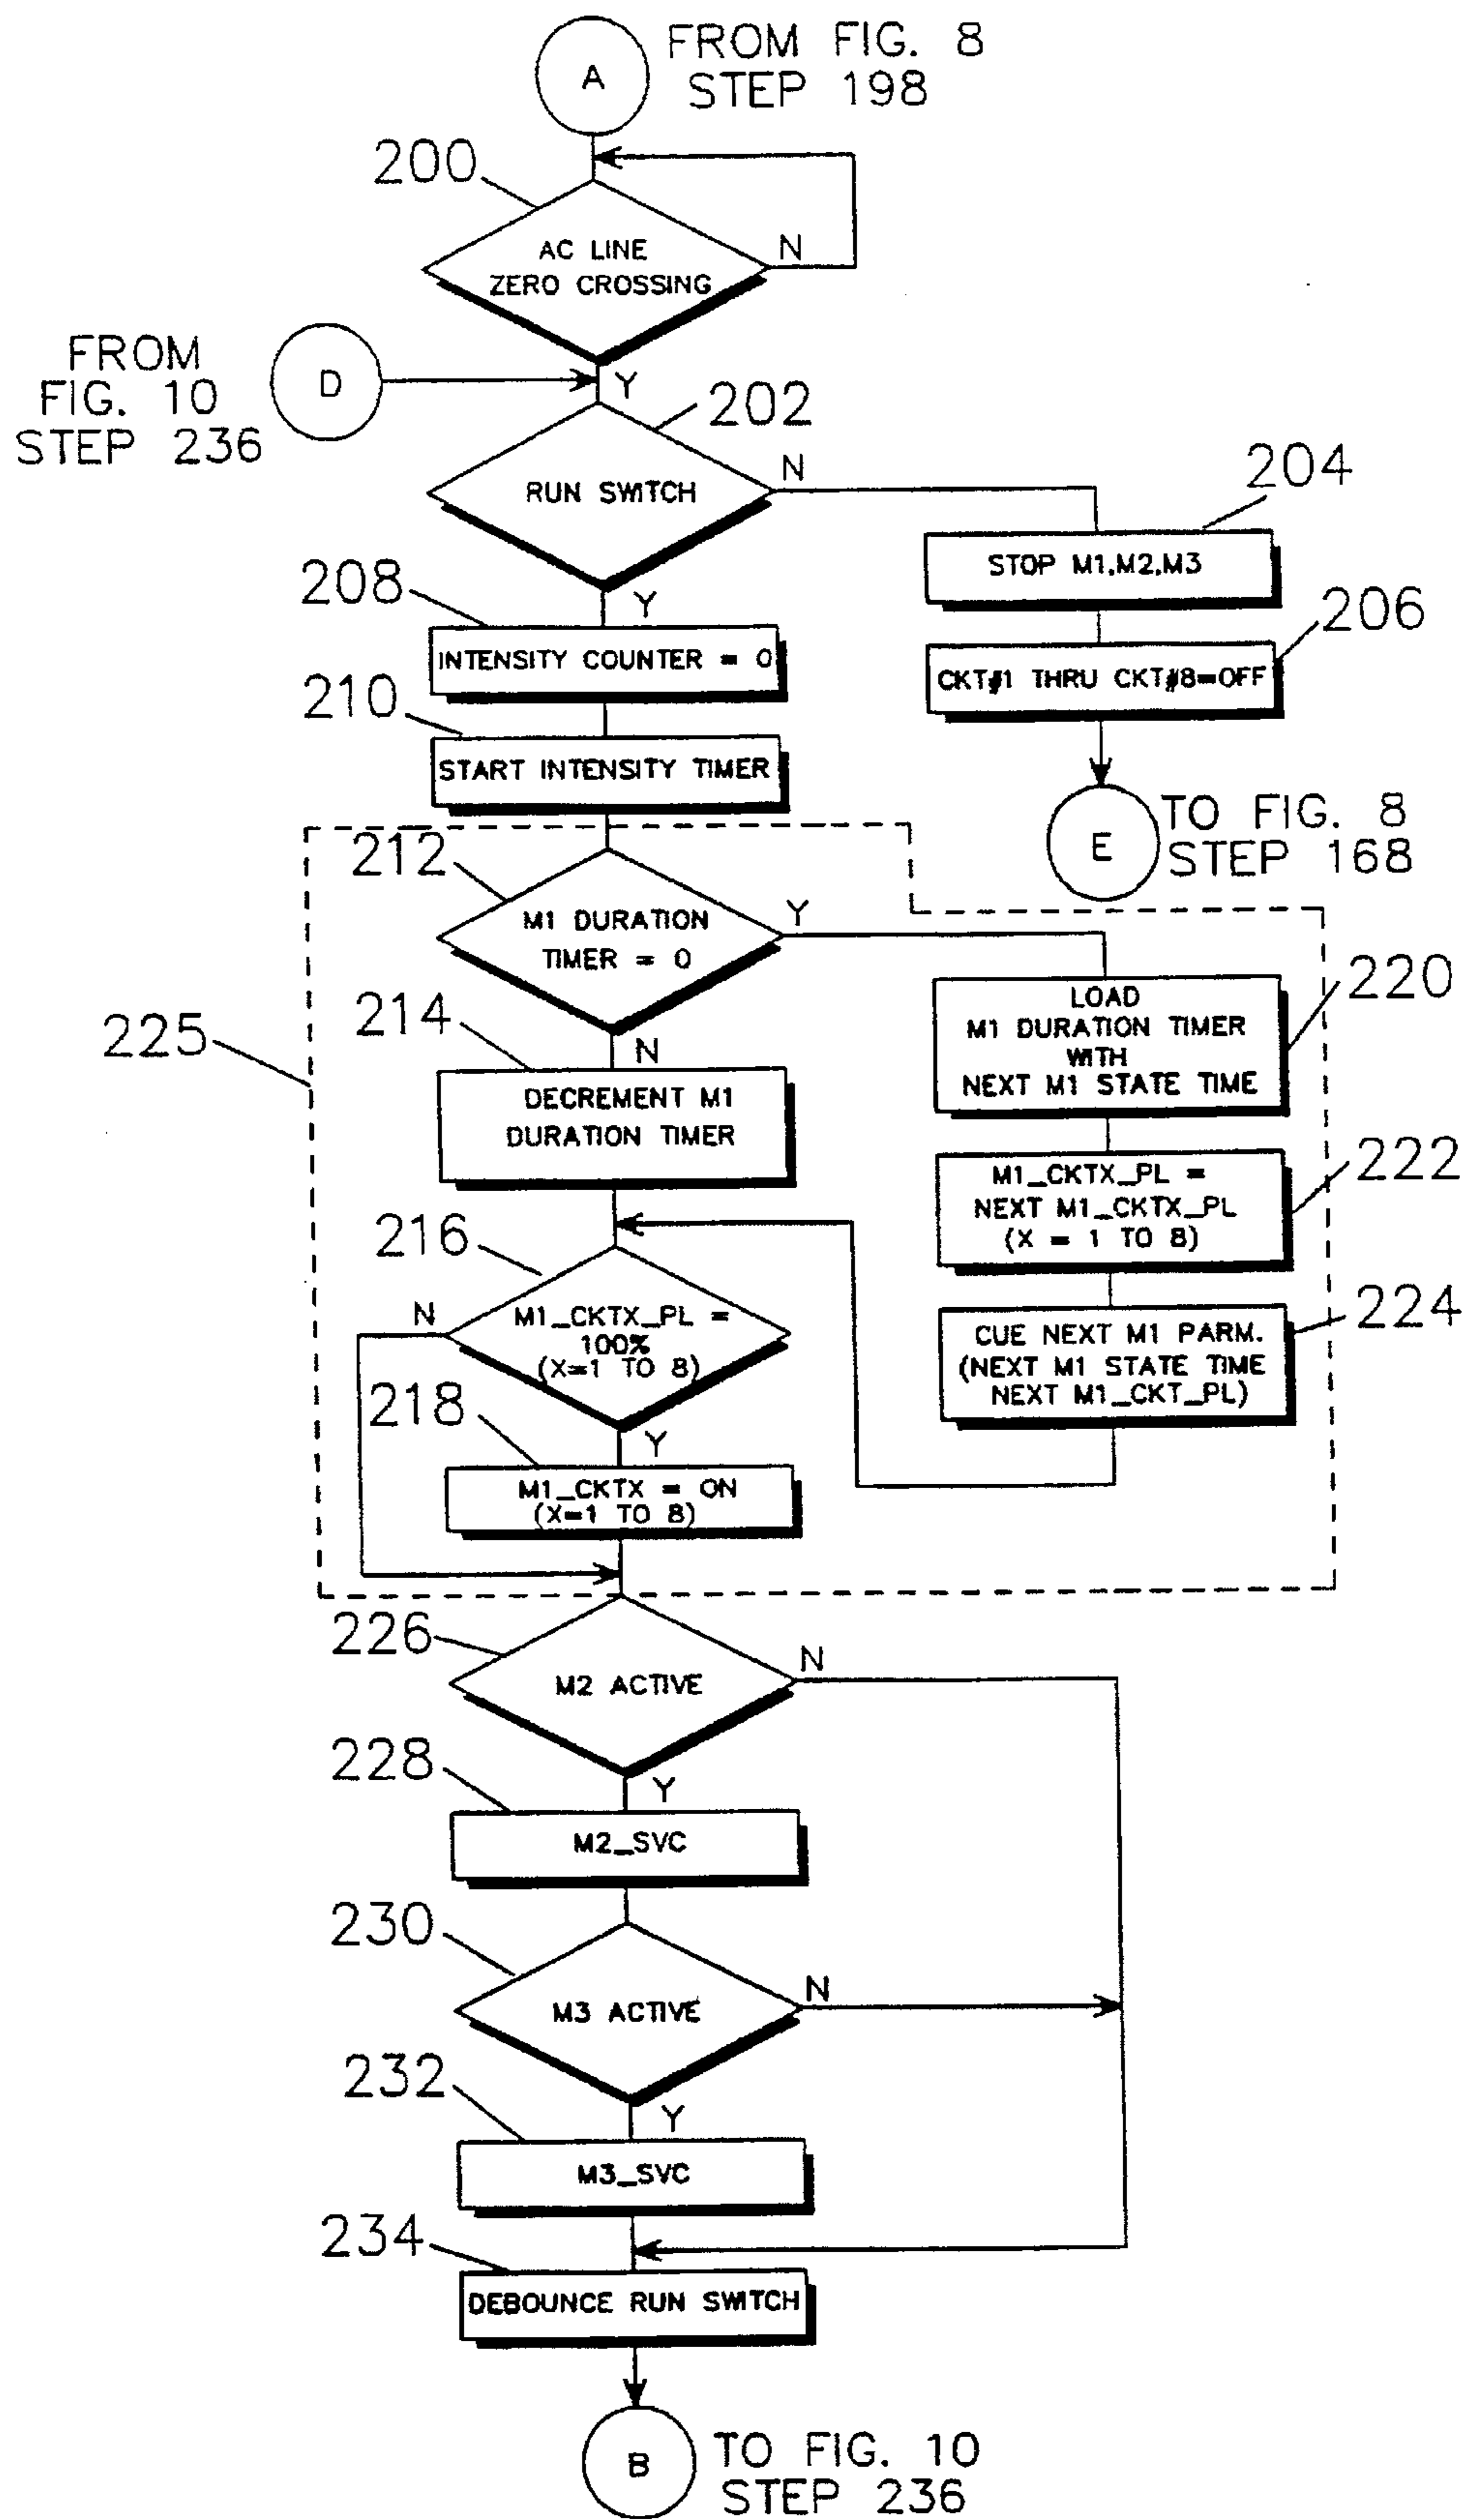 A
FROM FIG. 8
STEP 198
200
AC LINE
ZERO CROSSING
N
FROM
FIG. 10
STEP 236
D
Y
202
RUN SWITCH
N
204
STOP M1,M2,M3
206
CKT#1 THRU CKT#8=OFF
E
TO FIG. 8
STEP 168
Y
208
INTENSITY COUNTER = 0
210
START INTENSITY TIMER
212
M1 DURATION
TIMER = 0
Y
220
LOAD
M1 DURATION TIMER
WITH
NEXT M1 STATE TIME
225
214
N
DECREMENT M1
DURATION TIMER
222
M1_CKTX_PL =
NEXT M1_CKTX_PL
(X = 1 TO 8)
224
CUE NEXT M1 PARM.
(NEXT M1 STATE TIME
NEXT M1_CKT_PL)
216
N
M1_CKTX_PL =
100%
(X=1 TO 8)
218
Y
M1_CKTX = ON
(X=1 TO 8)
226
M2 ACTIVE
N
228
Y
M2_SVC
230
M3 ACTIVE
N
232
Y
M3_SVC
234
DEBOUNCE RUN SWITCH
B
TO FIG. 10
STEP 236